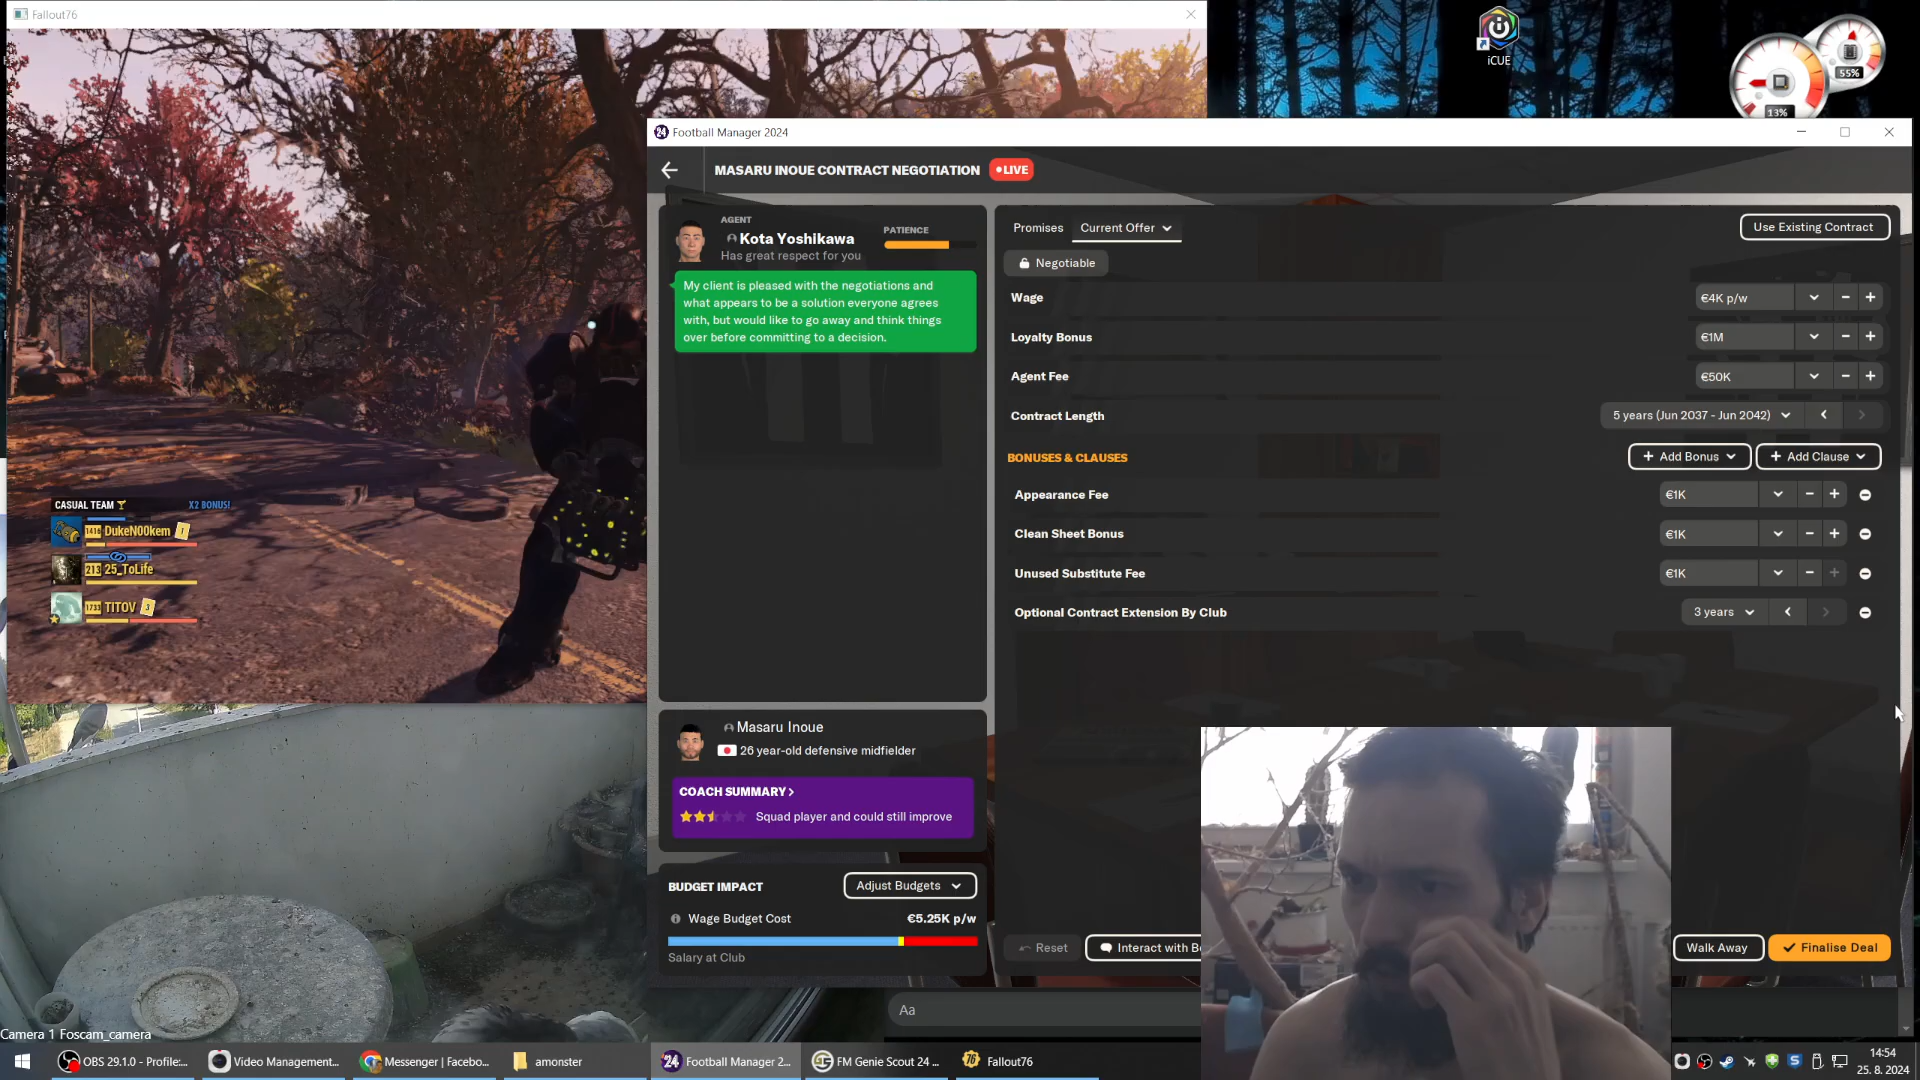 Fallout76
iCUE
55%
13%
Football Manager 2024
MASARU INOUE CONTRACT NEGOTIATION
LIVE
AGENT
Kota Yoshikawa
Has great respect for you
PATIENCE
My client is pleased with the negotiations and
what appears to be a solution everyone agrees
with, but would like to go away and think things
over before committing to a decision.
Promises
Current Offer
Use Existing Contract
Negotiable
Wage
€4K p/w
Loyalty Bonus
€1M
Agent Fee
€50K
Contract Length
5 years (Jun 2037 - Jun 2042)
BONUSES & CLAUSES
Add Bonus
Add Clause
Appearance Fee
€1K
Clean Sheet Bonus
€1K
Unused Substitute Fee
€1K
Optional Contract Extension By Club
3 years
CASUAL TEAM
X2 BONUS!
DukeN00kem
213 25_ToLife
1733 TITOV 3
Masaru Inoue
26 year-old defensive midfielder
COACH SUMMARY >
Squad player and could still improve
BUDGET IMPACT
Adjust Budgets
Wage Budget Cost
€5.25K p/w
Salary at Club
Reset
Interact with
Walk Away
Finalise Deal
Aa
Camera 1 Foscam_camera
OBS 29.1.0 - Profile:...
Video Management...
Messenger | Facebo...
amonster
Football Manager 2...
FM Genie Scout 24 ...
Fallout76
14:54
25. 8. 2024